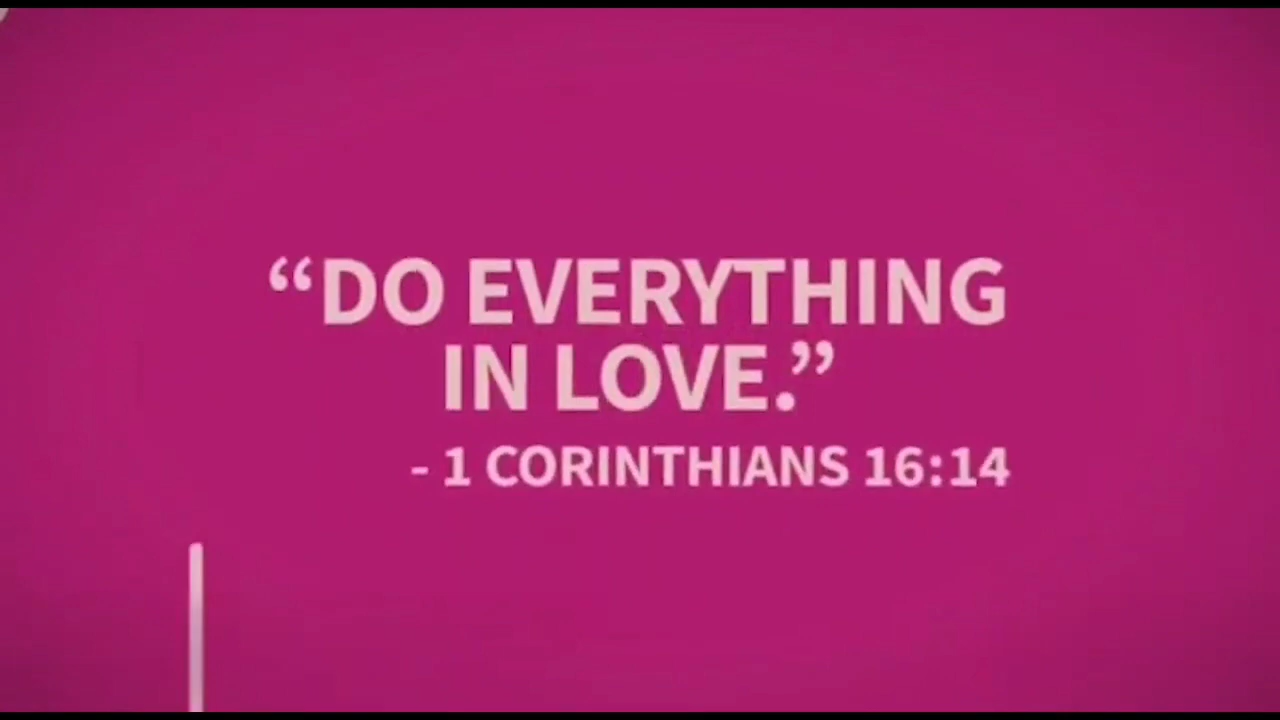 “DO EVERYTHING
IN LOVE.”
- 1 CORINTHIANS 16:14